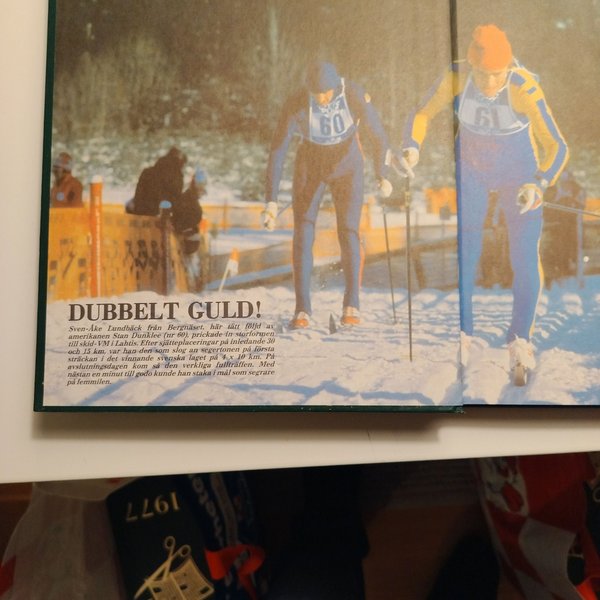 60
61
DUBBELT GULD!
Sven-Åke Lundbäck från Bergnäset, här tätt följd av
amerikanen Stan Dunklee (nr 60), prickade in storformen
till skid-VM i Lahtis. Efter sjätteplaceringar på inledande 30
och 15 km. var han den som slog an segertonen på första
sträckan i det vinnande svenska laget på 4 x 10 km. På
avslutningsdagen kom så den verkliga fullträffen. Med
nästan en minut till godo kunde han staka i mål som segrare
på femmilen.
1977